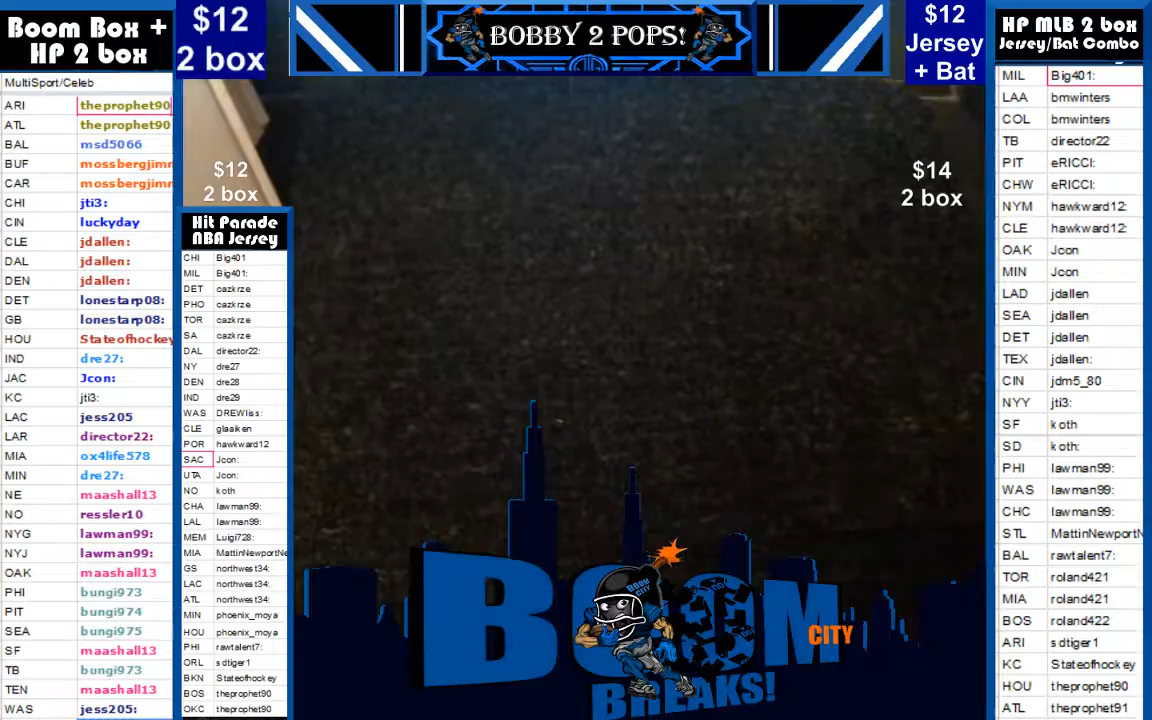 Boom Box +
HP 2 box
MultiSport/Celeb
ARI theprophet90
ATL theprophet90
BAL msd5066
BUF mossbergjimm
CAR mossbergjimm
CHI jti3:
CIN luckyday
CLE jdallen:
DAL jdallen:
DEN jdallen:
DET lonestarp08:
GB lonestarp08:
HOU Stateofhockey
IND dre27:
JAC Jcon:
KC jti3:
LAC jess205
LAR director22:
MIA ox4life578
MIN dre27:
NE maashall13
NO ressler10
NYG lawman99:
NYJ lawman99:
OAK maashall13
PHI bungi973
PIT bungi974
SEA bungi975
SF maashall13
TB bungi973
TEN maashall13
WAS jess205:
$12
2 box
$12
2 box
Hit Parade
NBA Jersey
CHI Big401
MIL Big401:
DET cazkrze
PHO cazkrze
TOR cazkrze
SA cazkrze
DAL director22:
NY dre27
DEN dre28
IND dre29
WAS DREWliss:
CLE glaaiken
POR hawkward12
SAC Jcon:
UTA Jcon:
NO koth
CHA lawman99:
LAL lawman99:
MEM Luigi728:
MIA MattinNewportNe
GS northwest34:
LAC northwest34:
ATL northwest34:
MIN phoenix_moya
HOU phoenix_moya
PHI rawtalent7:
ORL sdtiger1
BKN Stateofhockey
BOS theprophet90
OKC theprophet90
BOBBY 2 POPS!
BOOM
CITY
BREAKS!
$12
Jersey
+ Bat
$14
2 box
HP MLB 2 box
Jersey/Bat Combo
MIL Big401:
LAA bmwinters
COL bmwinters
TB director22
PIT eRICCI:
CHW eRICCI:
NYM hawkward12:
CLE hawkward12:
OAK Jcon
MIN Jcon
LAD jdallen
SEA jdallen
DET jdallen
TEX jdallen:
CIN jdm5_80
NYY jti3:
SF koth
SD koth:
PHI lawman99:
WAS lawman99:
CHC lawman99:
STL MattinNewportN
BAL rawtalent7:
TOR roland421
MIA roland421
BOS roland422
ARI sdtiger1
KC Stateofhockey
HOU theprophet90
ATL theprophet91